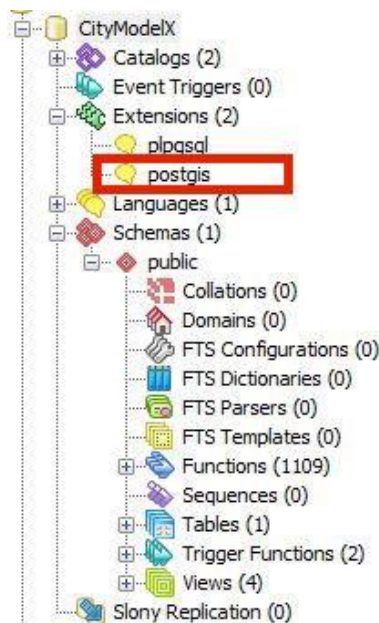 CityModelX
Catalogs (2)
Event Triggers (0)
Extensions (2)
plpgsql
postgis
Languages (1)
Schemas (1)
public
Collations (0)
Domains (0)
FTS Configurations (0)
FTS Dictionaries (0)
FTS Parsers (0)
FTS Templates (0)
Functions (1109)
Sequences (0)
Tables (1)
Trigger Functions (2)
Views (4)
Slony Replication (0)